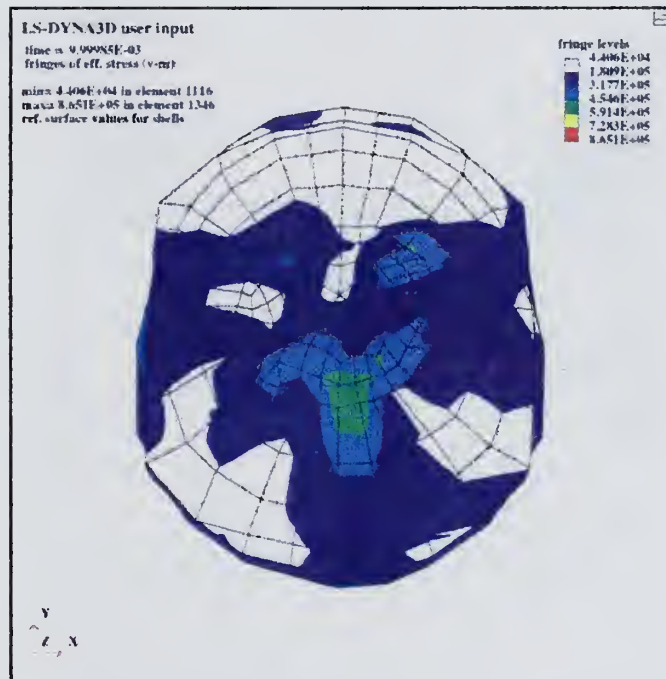 LS-DYNA3D user input
time is 9.99985E-03
fringes of eff. stress (v-m)
min= 4.406E+04 in element 1116
max= 8.651E+05 in element 1346
ref. surface values for shells
fringe levels
4.406E+04
1.809E+05
3.177E+05
4.546E+05
5.914E+05
7.283E+05
8.651E+05
Y
Z X